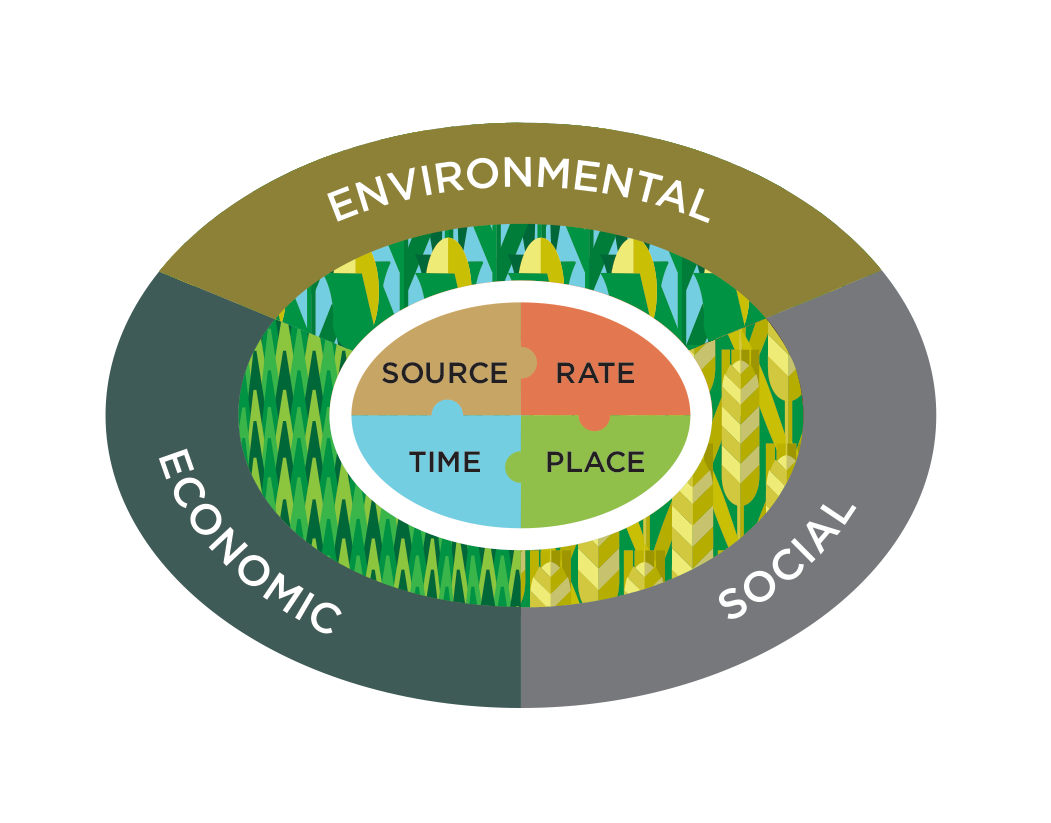 ENVIRONMENTAL
SOURCE
RATE
TIME
PLACE
ECONOMIC
SOCIAL